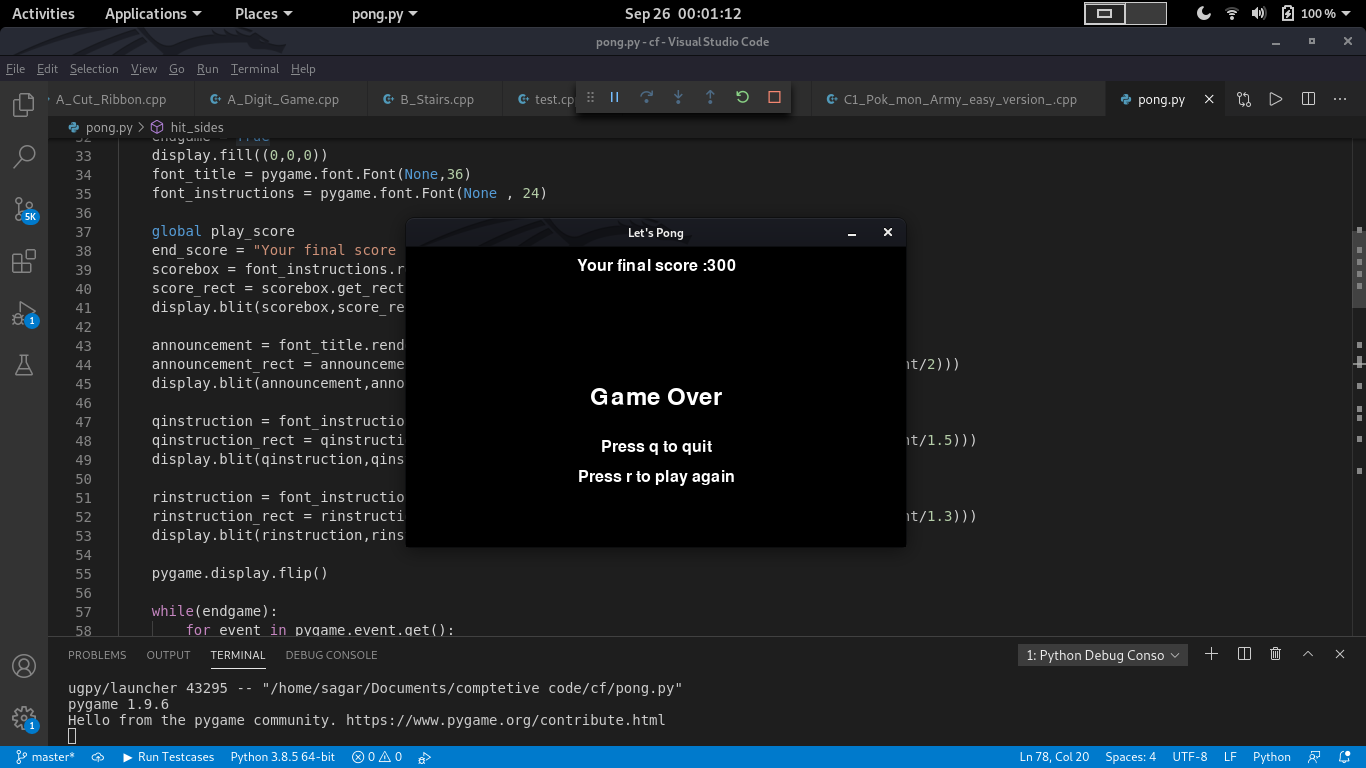 Activities Applications Places pong.py Sep 26 00:01:12 100 %
pong.py - cf - Visual Studio Code
File Edit Selection View Go Run Terminal Help
A_Cut_Ribbon.cpp A_Digit_Game.cpp B_Stairs.cpp test.cp C1_Pok_mon_Army_easy_version_.cpp pong.py
pong.py > hit_sides
32 endgame = True
33 display.fill((0,0,0))
34 font_title = pygame.font.Font(None,36)
35 font_instructions = pygame.font.Font(None , 24)
36
37 global play_score
38 end_score = "Your final score
39 scorebox = font_instructions.r
40 score_rect = scorebox.get_rect
41 display.blit(scorebox,score_re
42
43 announcement = font_title.rend
44 announcement_rect = announceme nt/2)))
45 display.blit(announcement,anno
46
47 qinstruction = font_instructio
48 qinstruction_rect = qinstructi nt/1.5)))
49 display.blit(qinstruction,qins
50
51 rinstruction = font_instructio
52 rinstruction_rect = rinstructi nt/1.3)))
53 display.blit(rinstruction,rins
54
55 pygame.display.flip()
56
57 while(endgame):
58 for event in pygame.event.get():
Let's Pong
Your final score :300
Game Over
Press q to quit
Press r to play again
5K
1
1
PROBLEMS OUTPUT TERMINAL DEBUG CONSOLE 1: Python Debug Conso
ugpy/launcher 43295 -- "/home/sagar/Documents/comptetive code/cf/pong.py"
pygame 1.9.6
Hello from the pygame community. https://www.pygame.org/contribute.html
master* Run Testcases Python 3.8.5 64-bit 0 0 Ln 78, Col 20 Spaces: 4 UTF-8 LF Python